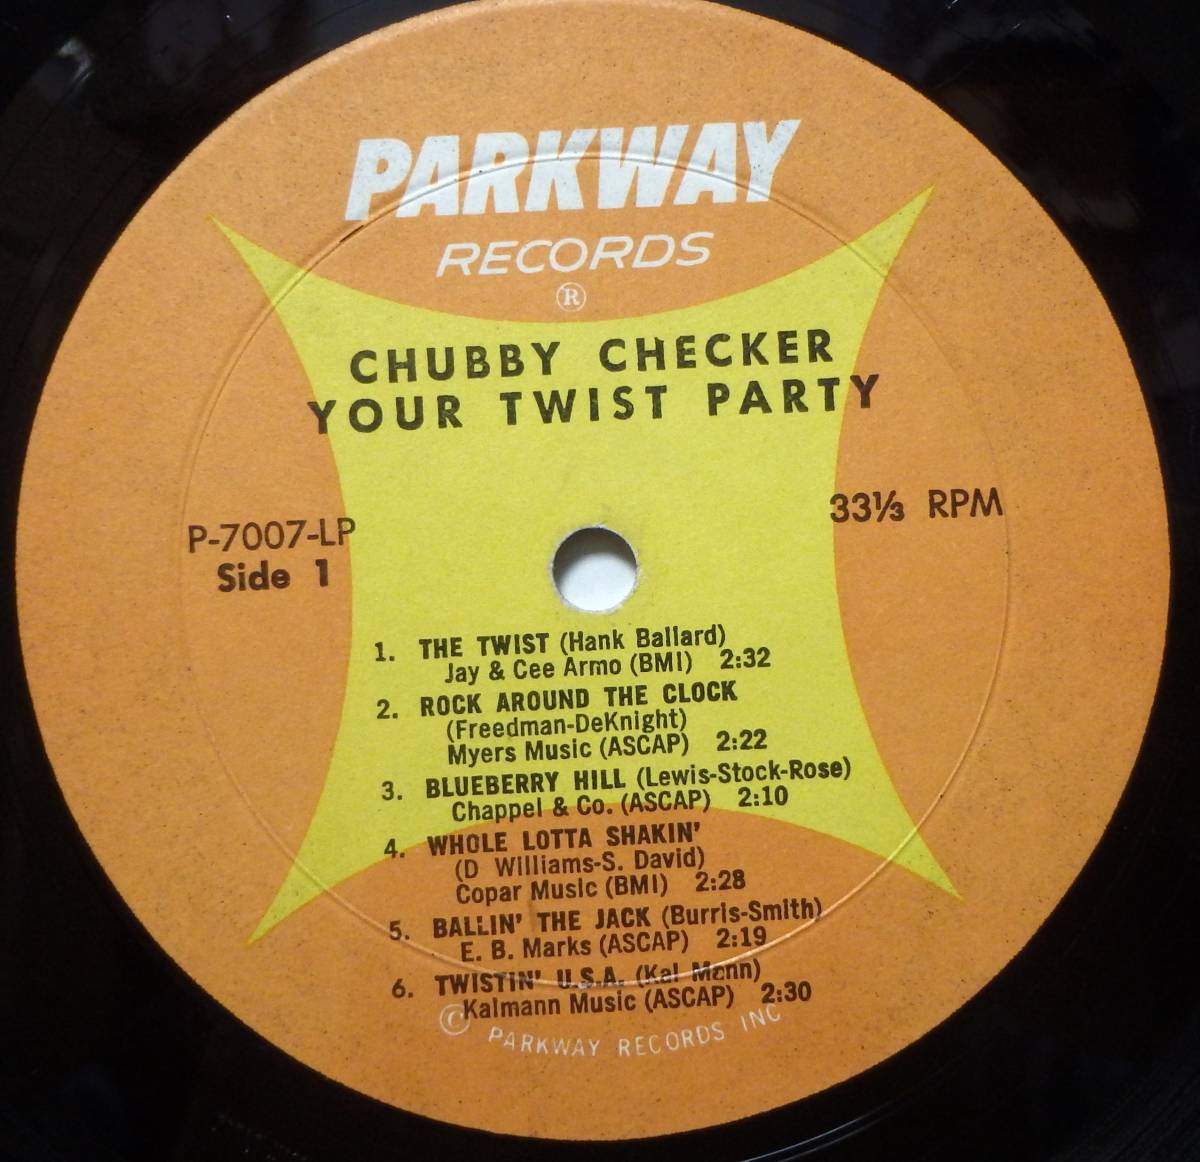 PARKWAY
RECORDS
®
CHUBBY CHECKER
YOUR TWIST PARTY
P-7007-LP
Side 1
33⅓ RPM
1. THE TWIST (Hank Ballard)
Jay & Cee Armo (BMI) 2:32
2. ROCK AROUND THE CLOCK
(Freedman-DeKnight)
Myers Music (ASCAP) 2:22
3. BLUEBERRY HILL (Lewis-Stock-Rose)
Chappel & Co. (ASCAP) 2:10
4. WHOLE LOTTA SHAKIN'
(D Williams-S. David)
Copar Music (BMI) 2:28
5. BALLIN' THE JACK (Burris-Smith)
E. B. Marks (ASCAP) 2:19
6. TWISTIN' U.S.A. (Kal Mann)
Kalmann Music (ASCAP) 2:30
© PARKWAY RECORDS INC